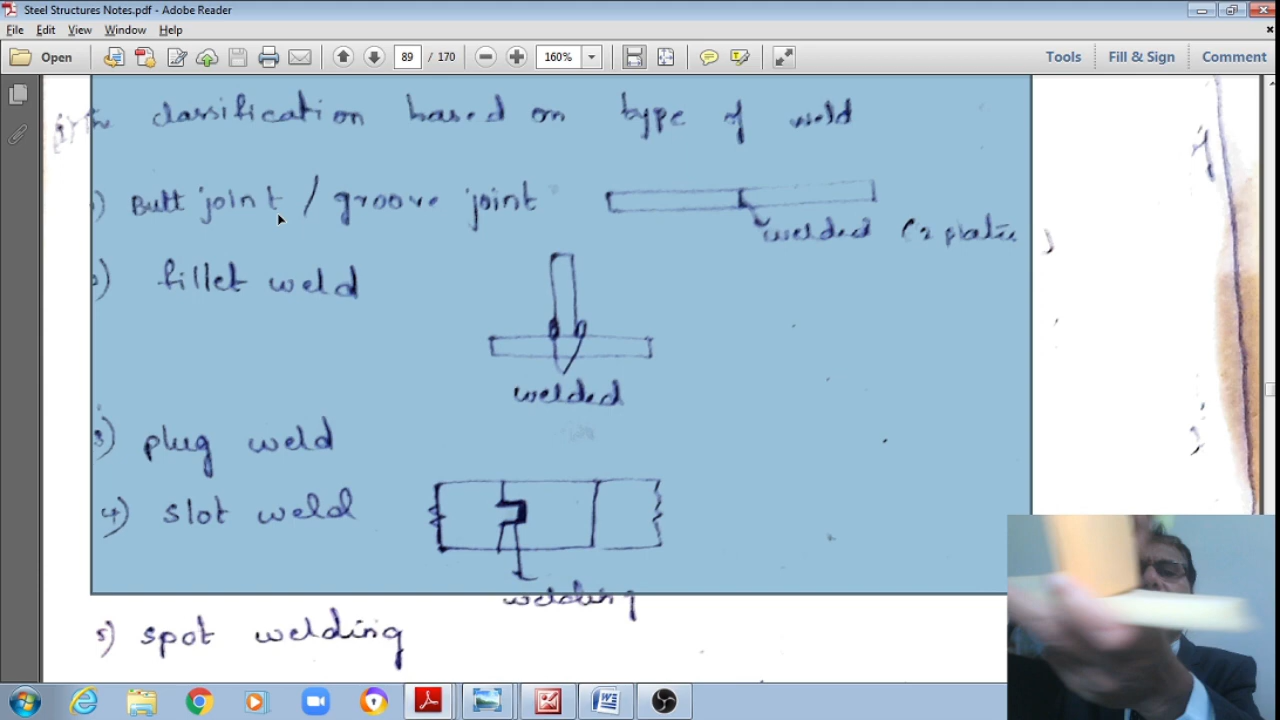 Steel Structures Notes.pdf - Adobe Reader
File Edit View Window Help
Open 89 / 170 160% Tools Fill & Sign Comment
classification based on type of weld
Butt joint / groove joint
welded (2 plates)
fillet weld
welded
3) plug weld
4) slot weld
welding
5) spot welding